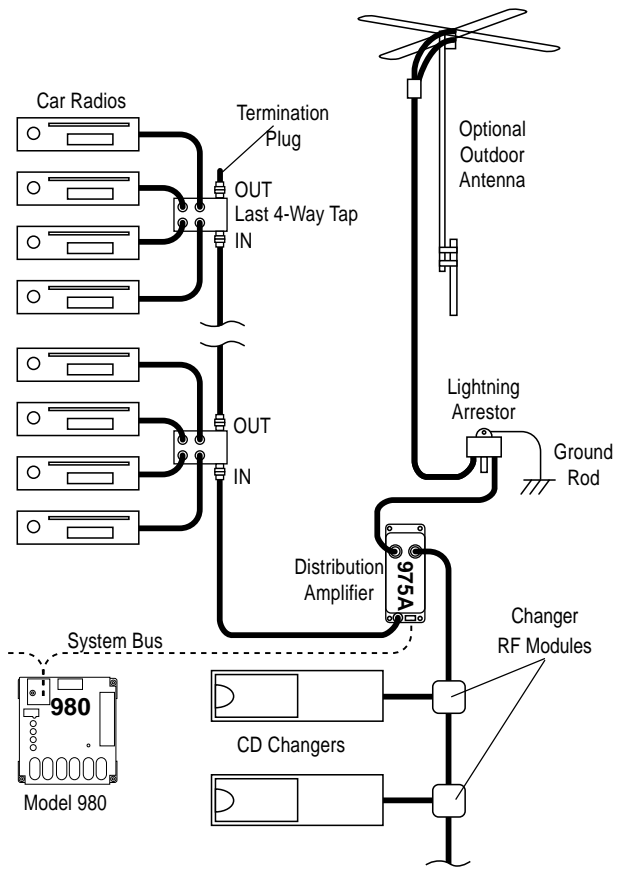 Car Radios
Termination
Plug
OUT
Last 4-Way Tap
IN
Optional
Outdoor
Antenna
Lightning
Arrestor
OUT
IN
Ground
Rod
Distribution
Amplifier
975A
System Bus
Changer
RF Modules
980
CD Changers
Model 980